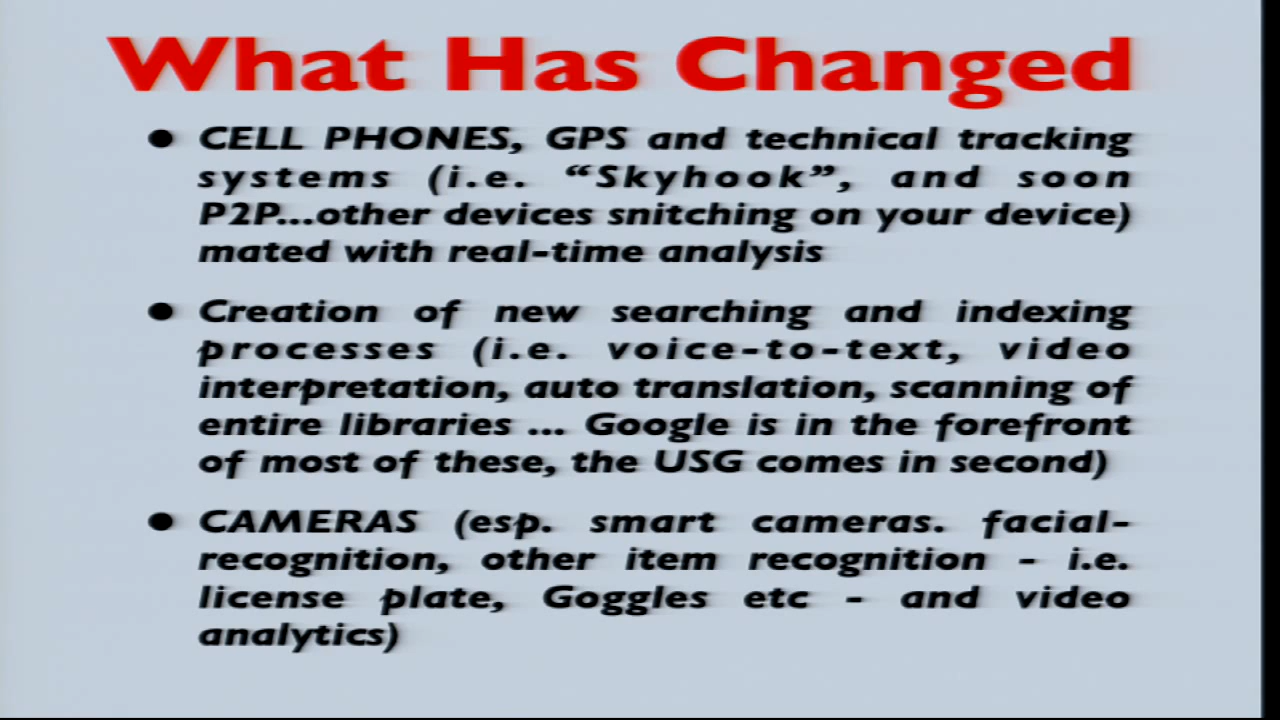 What Has Changed
• CELL PHONES, GPS and technical tracking
systems (i.e. “Skyhook”, and soon
P2P...other devices snitching on your device)
mated with real-time analysis
• Creation of new searching and indexing
processes (i.e. voice-to-text, video
interpretation, auto translation, scanning of
entire libraries ... Google is in the forefront
of most of these, the USG comes in second)
• CAMERAS (esp. smart cameras. facial-
recognition, other item recognition - i.e.
license plate, Goggles etc - and video
analytics)